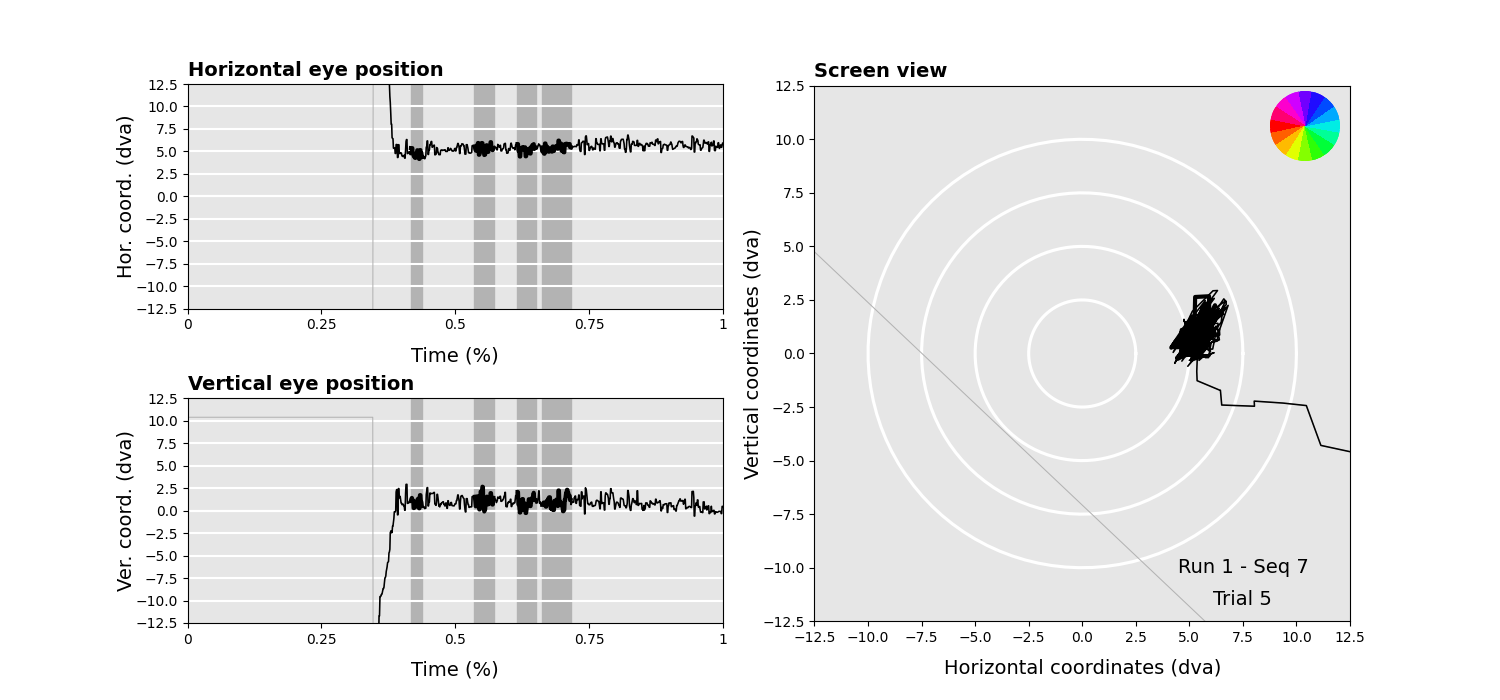 Horizontal eye position
12.5
10.0
7.5
5.0
2.5
0.0
−2.5
−5.0
−7.5
−10.0
−12.5
Hor. coord. (dva)
0 0.25 0.5 0.75 1
Time (%)
Vertical eye position
12.5
10.0
7.5
5.0
2.5
0.0
−2.5
−5.0
−7.5
−10.0
−12.5
Ver. coord. (dva)
0 0.25 0.5 0.75 1
Time (%)
Screen view
12.5
10.0
7.5
5.0
2.5
0.0
−2.5
−5.0
−7.5
−10.0
−12.5
Vertical coordinates (dva)
Run 1 - Seq 7
Trial 5
−12.5 −10.0 −7.5 −5.0 −2.5 0.0 2.5 5.0 7.5 10.0 12.5
Horizontal coordinates (dva)